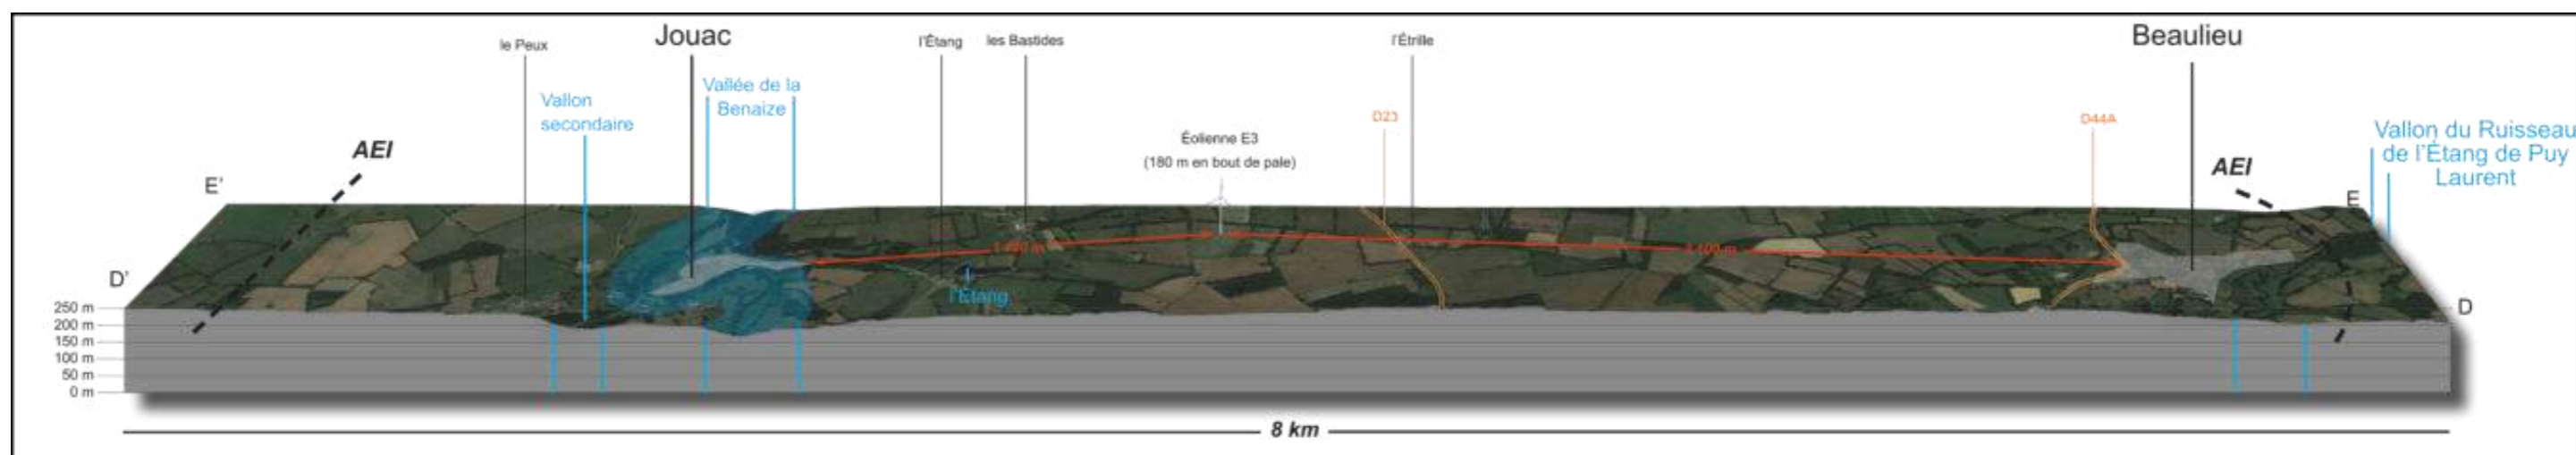 le Peux
Jouac
l'Étang
les Bastides
l'Étrille
Beaulieu
Vallon
secondaire
Vallée de la
Benaize
D23
D44A
Éolienne E3
(180 m en bout de pale)
Vallon du Ruisseau
de l'Étang de Puy
Laurent
AEI
AEI
E'
E
D'
D
l'Étang
250 m
200 m
150 m
100 m
50 m
0 m
8 km